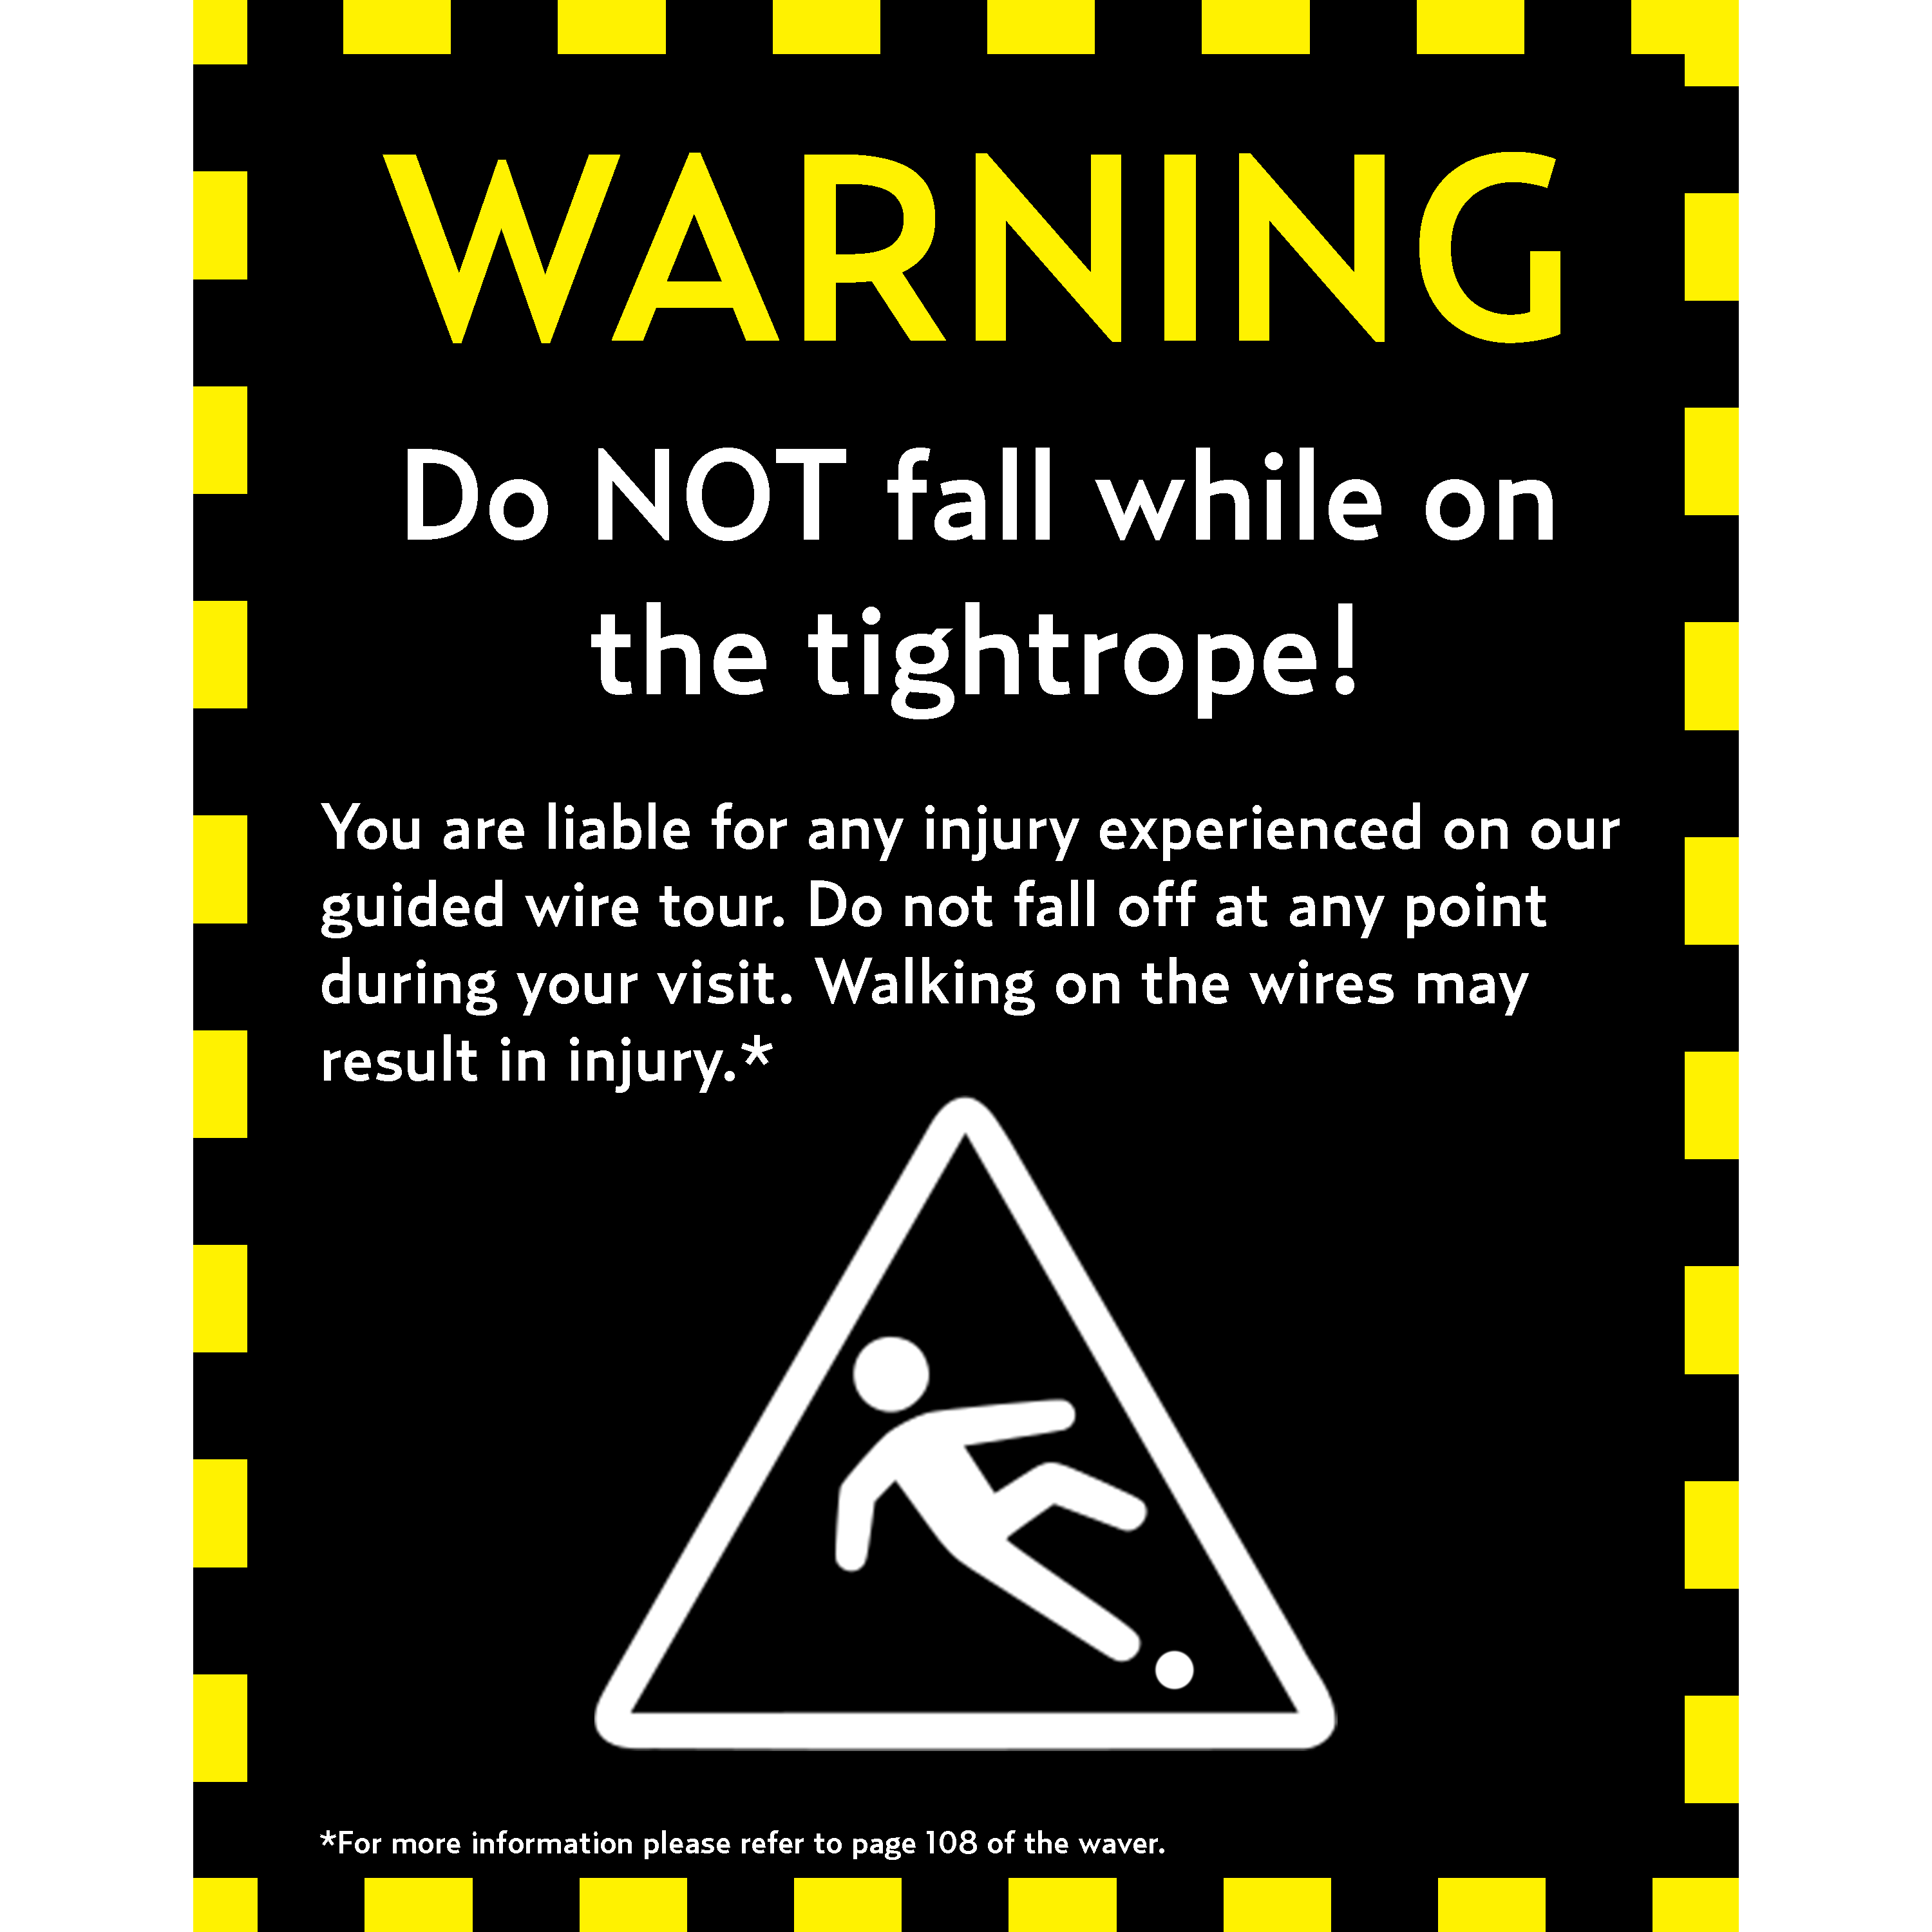 WARNING
Do NOT fall while on
the tightrope!
You are liable for any injury experienced on our
guided wire tour. Do not fall off at any point
during your visit. Walking on the wires may
result in injury.*
*For more information please refer to page 108 of the waver.